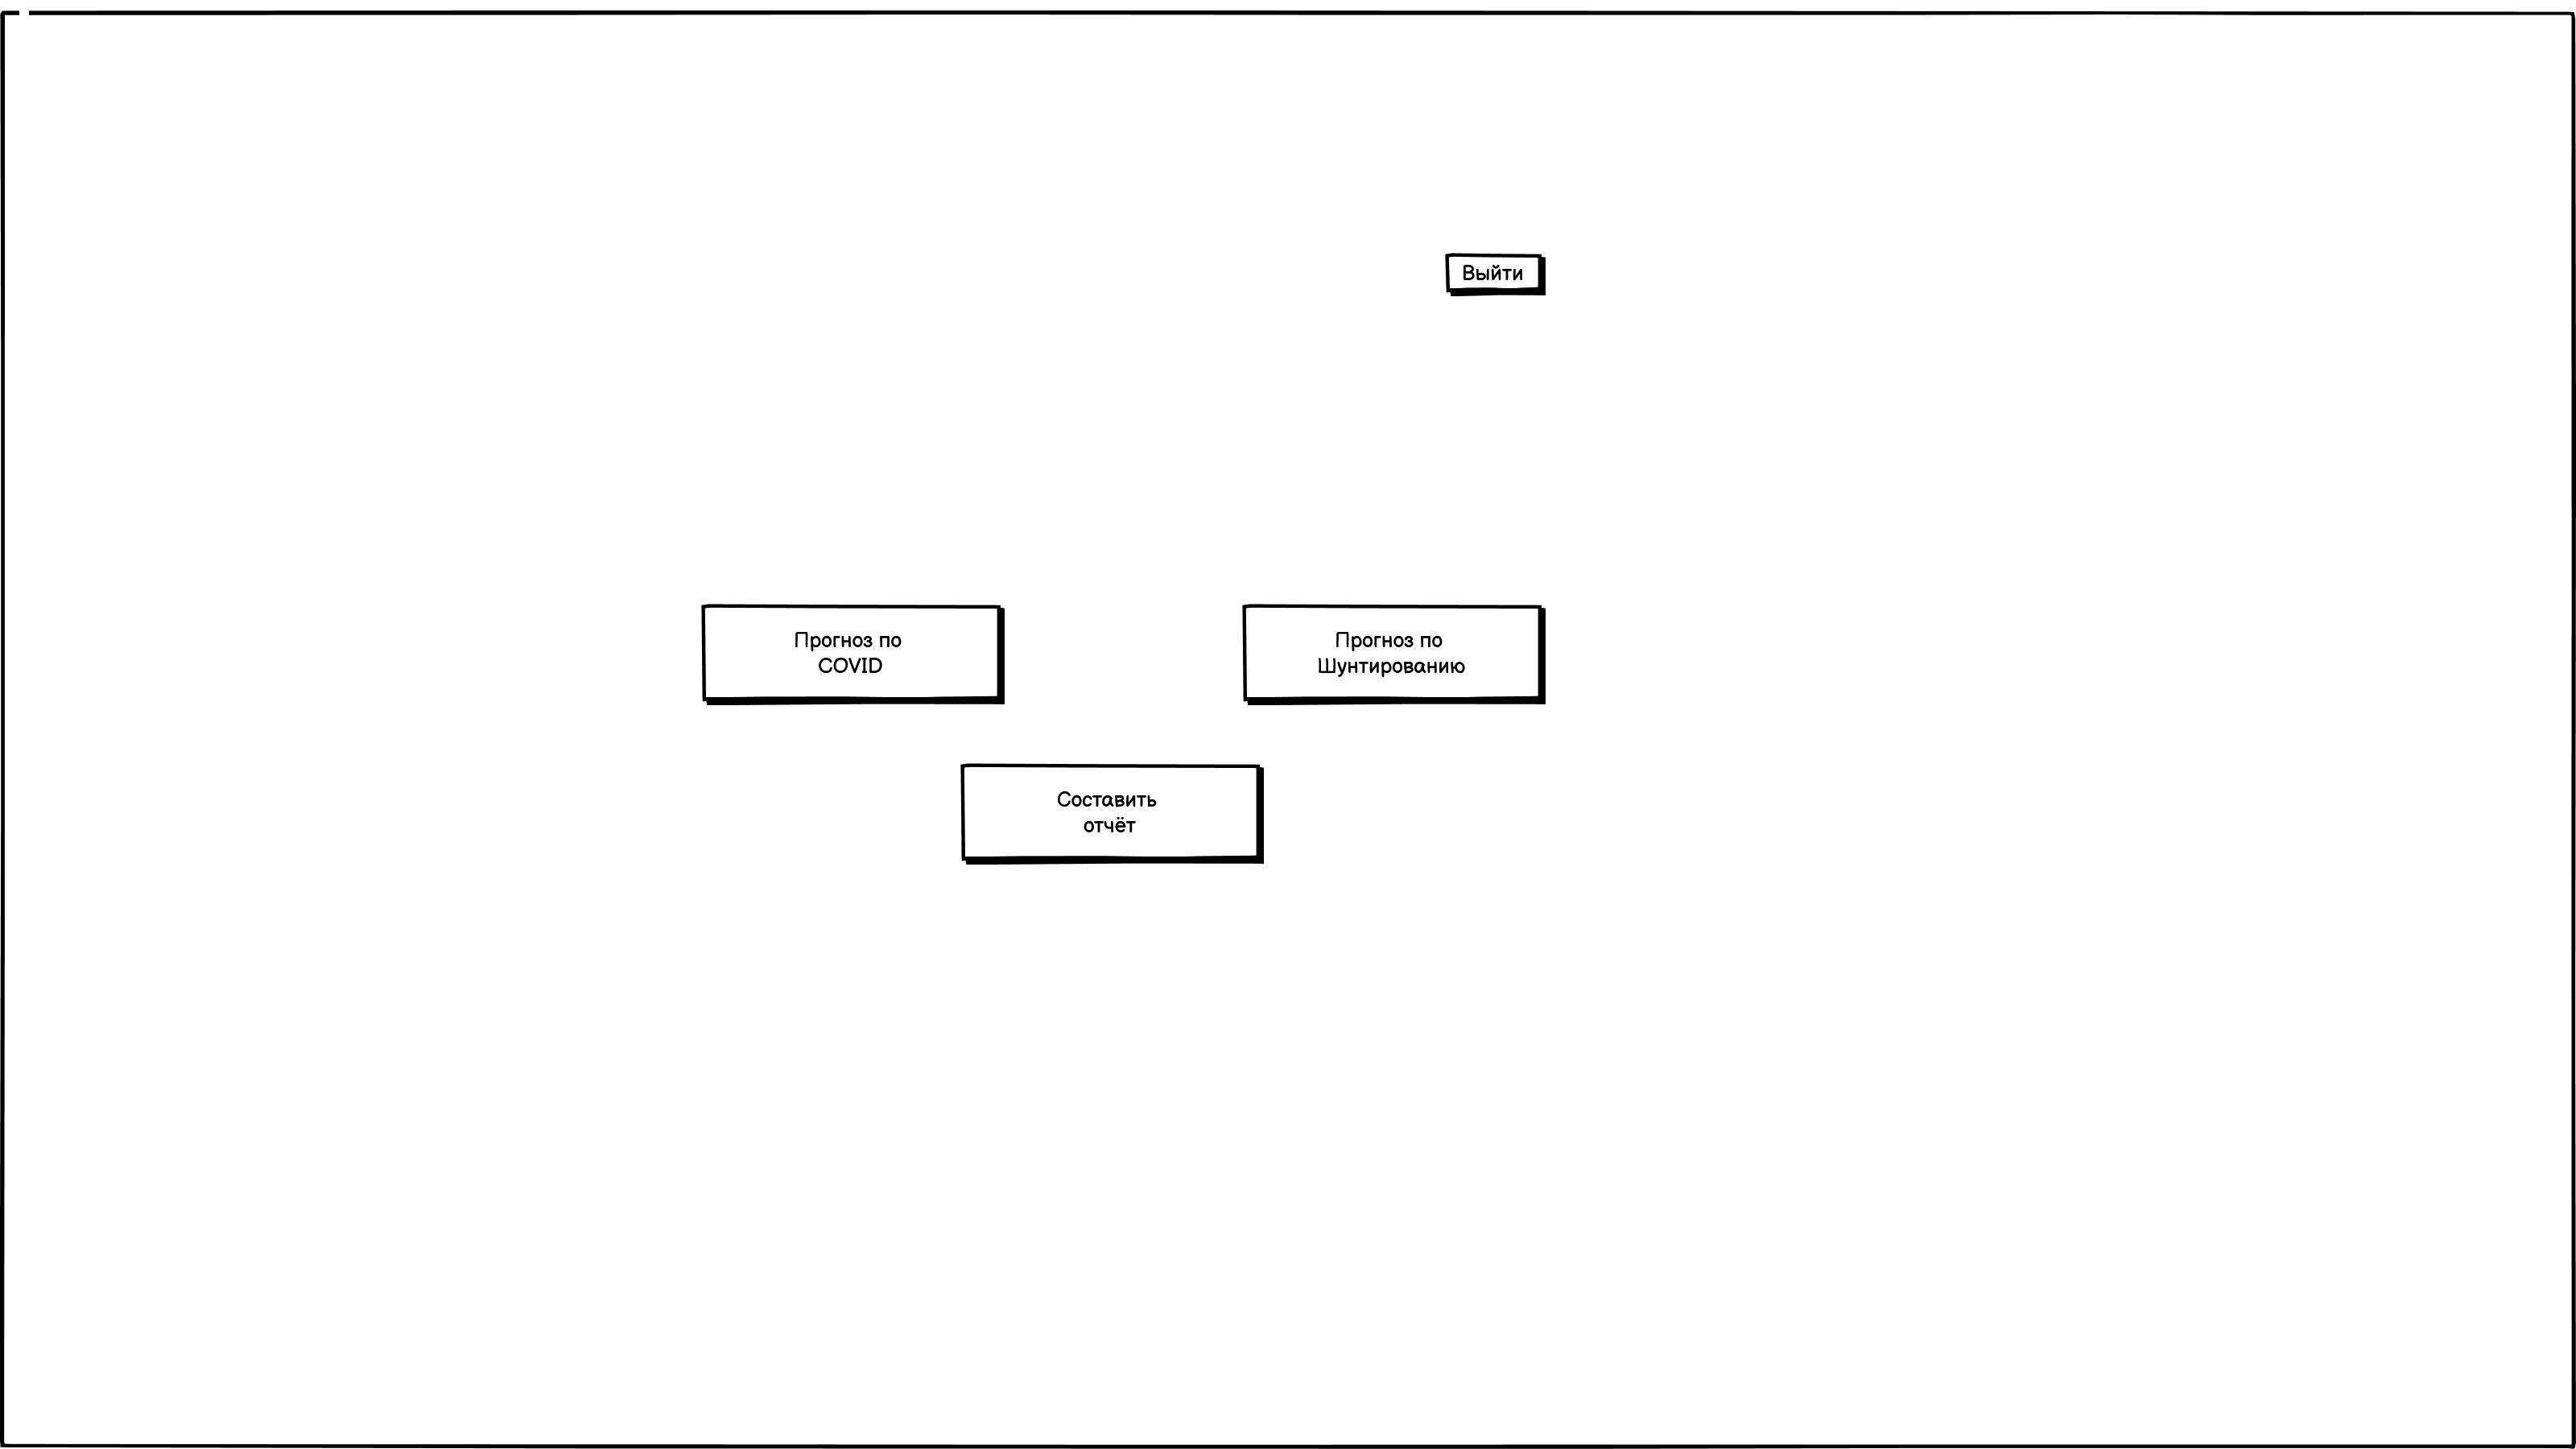 Выйти
Прогноз по
COVID
Прогноз по
Шунтированию
Составить
отчёт